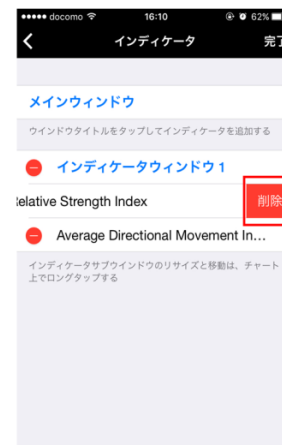 docomo 16:10 62%
インディケータ 完了
メインウィンドウ
ウインドウタイトルをタップしてインディケータを追加する
インディケータウィンドウ 1
elative Strength Index 削除
Average Directional Movement In...
インディケータサブウインドウのリサイズと移動は、チャート
上でロングタップする